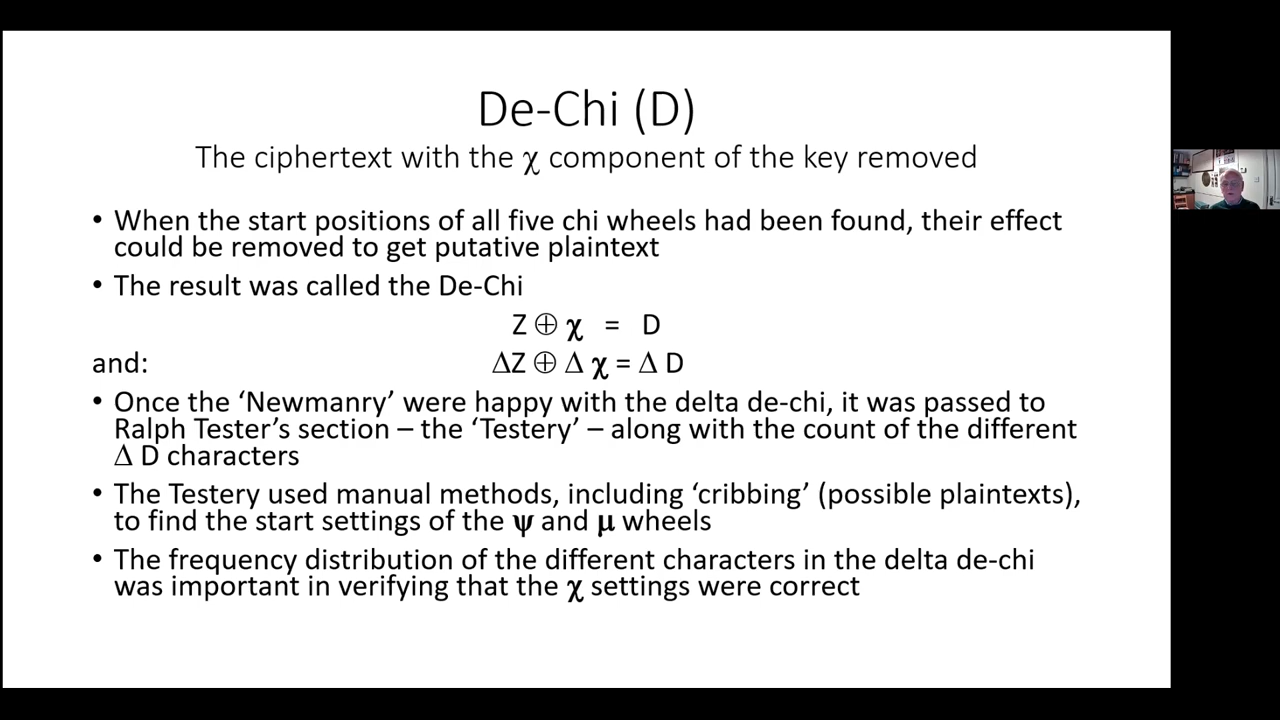 De-Chi (D)
The ciphertext with the χ component of the key removed
• When the start positions of all five chi wheels had been found, their effect
could be removed to get putative plaintext
• The result was called the De-Chi
Z ⊕ χ = D
and: ΔZ ⊕ Δ χ = Δ D
• Once the ‘Newmanry’ were happy with the delta de-chi, it was passed to
Ralph Tester’s section – the ‘Testery’ – along with the count of the different
Δ D characters
• The Testery used manual methods, including ‘cribbing’ (possible plaintexts),
to find the start settings of the ψ and μ wheels
• The frequency distribution of the different characters in the delta de-chi
was important in verifying that the χ settings were correct